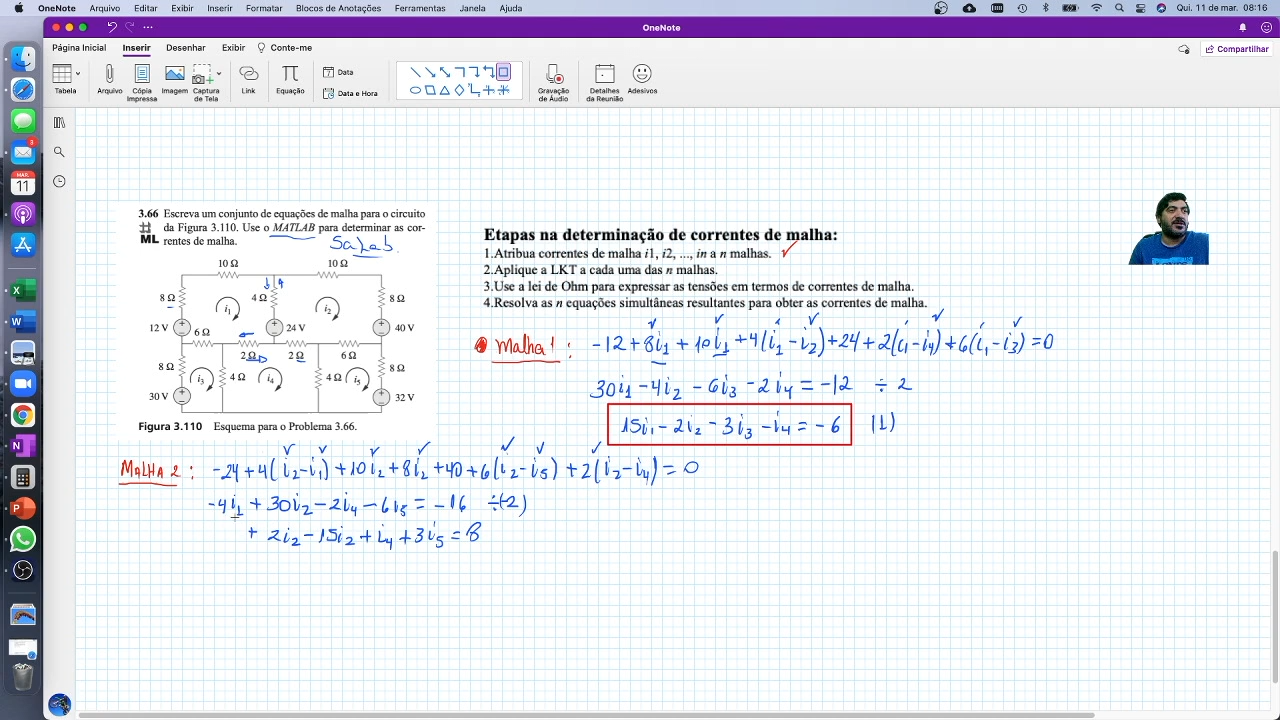 OneNote Arquivo Editar Exibir Inserir Formatar Blocos de Anotações Ferramentas Janela Ajuda Qui. 11 de mar. 08:16
OneNote
Página Inicial Inserir Desenhar Exibir Conte-me Compartilhar
Tabela Arquivo Cópia Impressa Imagem Captura de Tela Link Equação Data Data e Hora Gravação de Áudio Detalhes da Reunião Adesivos
MAR. 11
3
3.66 Escreva um conjunto de equações de malha para o circuito
da Figura 3.110. Use o MATLAB para determinar as cor-
ML rentes de malha.
Scilab
10 Ω 10 Ω
8 Ω i1 4 Ω i2 8 Ω
12 V 6 Ω 24 V 40 V
2 Ω 2 Ω 6 Ω
8 Ω i3 4 Ω i4 4 Ω i5 8 Ω
30 V 32 V
Figura 3.110 Esquema para o Problema 3.66.
Etapas na determinação de correntes de malha:
1.Atribua correntes de malha i1, i2, ..., in a n malhas. ✓
2.Aplique a LKT a cada uma das n malhas.
3.Use a lei de Ohm para expressar as tensões em termos de correntes de malha.
4.Resolva as n equações simultâneas resultantes para obter as correntes de malha.
Malha 1: -12 + 8i1 + 10i1 + 4(i1 - i2) + 24 + 2(i1 - i4) + 6(i1 - i3) = 0
30i1 - 4i2 - 6i3 - 2i4 = -12 ÷ 2
15i1 - 2i2 - 3i3 - i4 = -6 (1)
MALHA 2: -24 + 4(i2 - i1) + 10i2 + 8i2 + 40 + 6(i2 - i5) + 2(i2 - i4) = 0
-4i1 + 30i2 - 2i4 - 6i5 = -16 ÷(-2)
+ 2i2 - 15i2 + i4 + 3i5 = 8